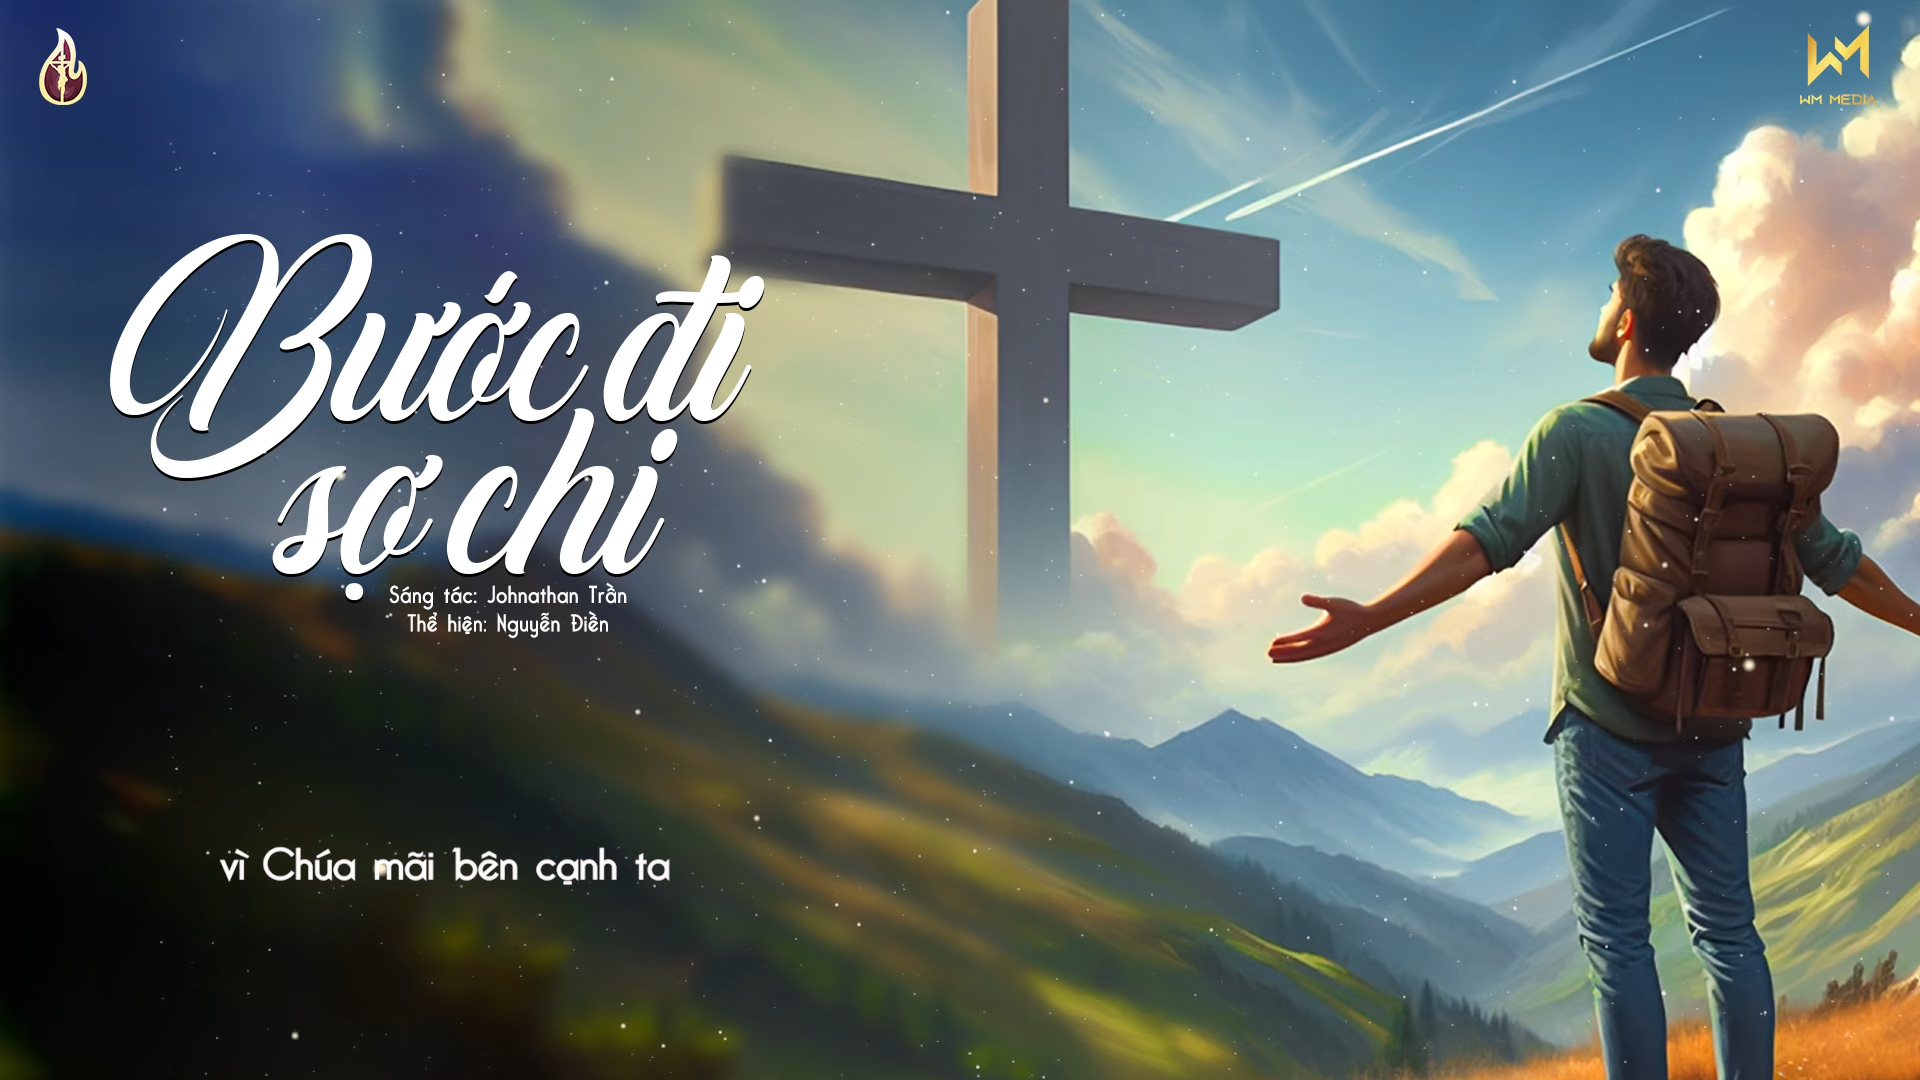 WM MEDIA
Bước đi
sợ chi
Sáng tác: Johnathan Trần
Thể hiện: Nguyễn Điền
vì Chúa mãi bên cạnh ta